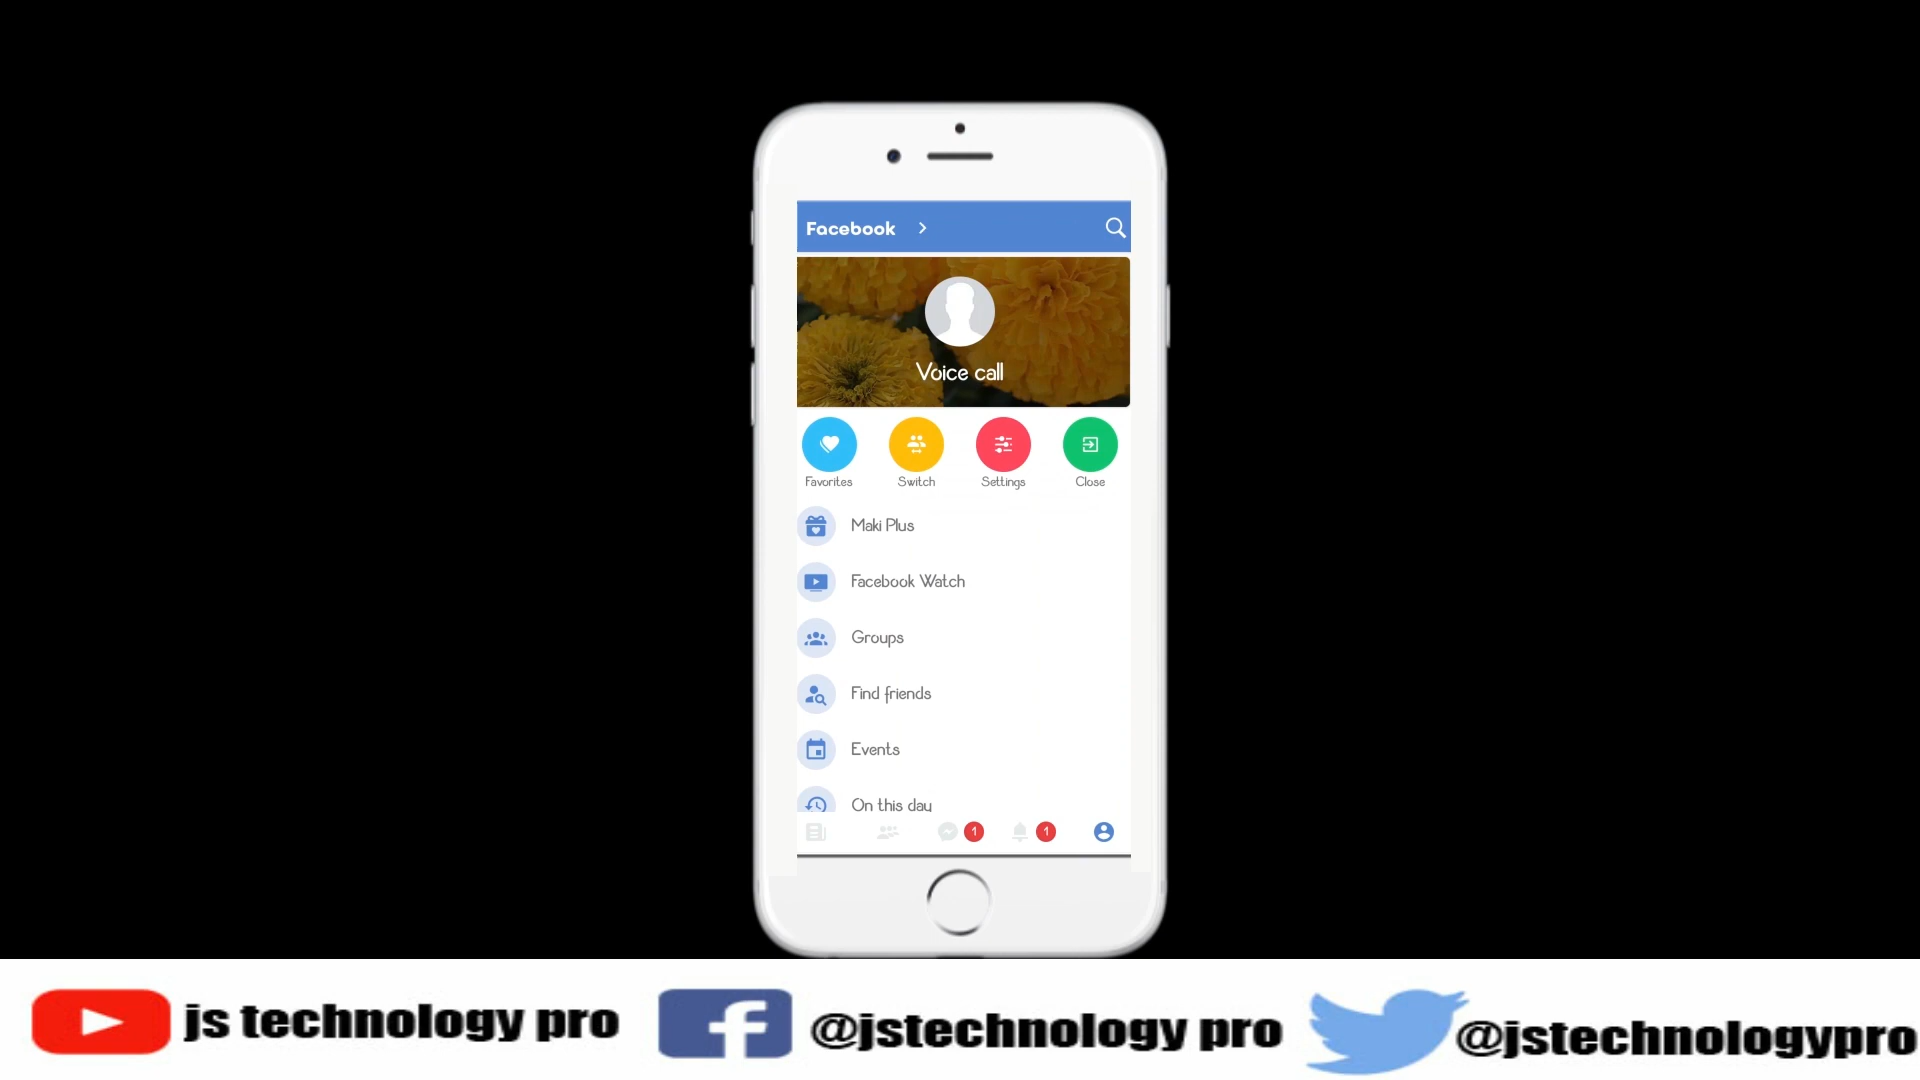 Facebook
Voice call
Favorites Switch Settings Close
Maki Plus
Facebook Watch
Groups
Find friends
Events
On this day
1 1
js technology pro @jstechnology pro @jstechnologypro